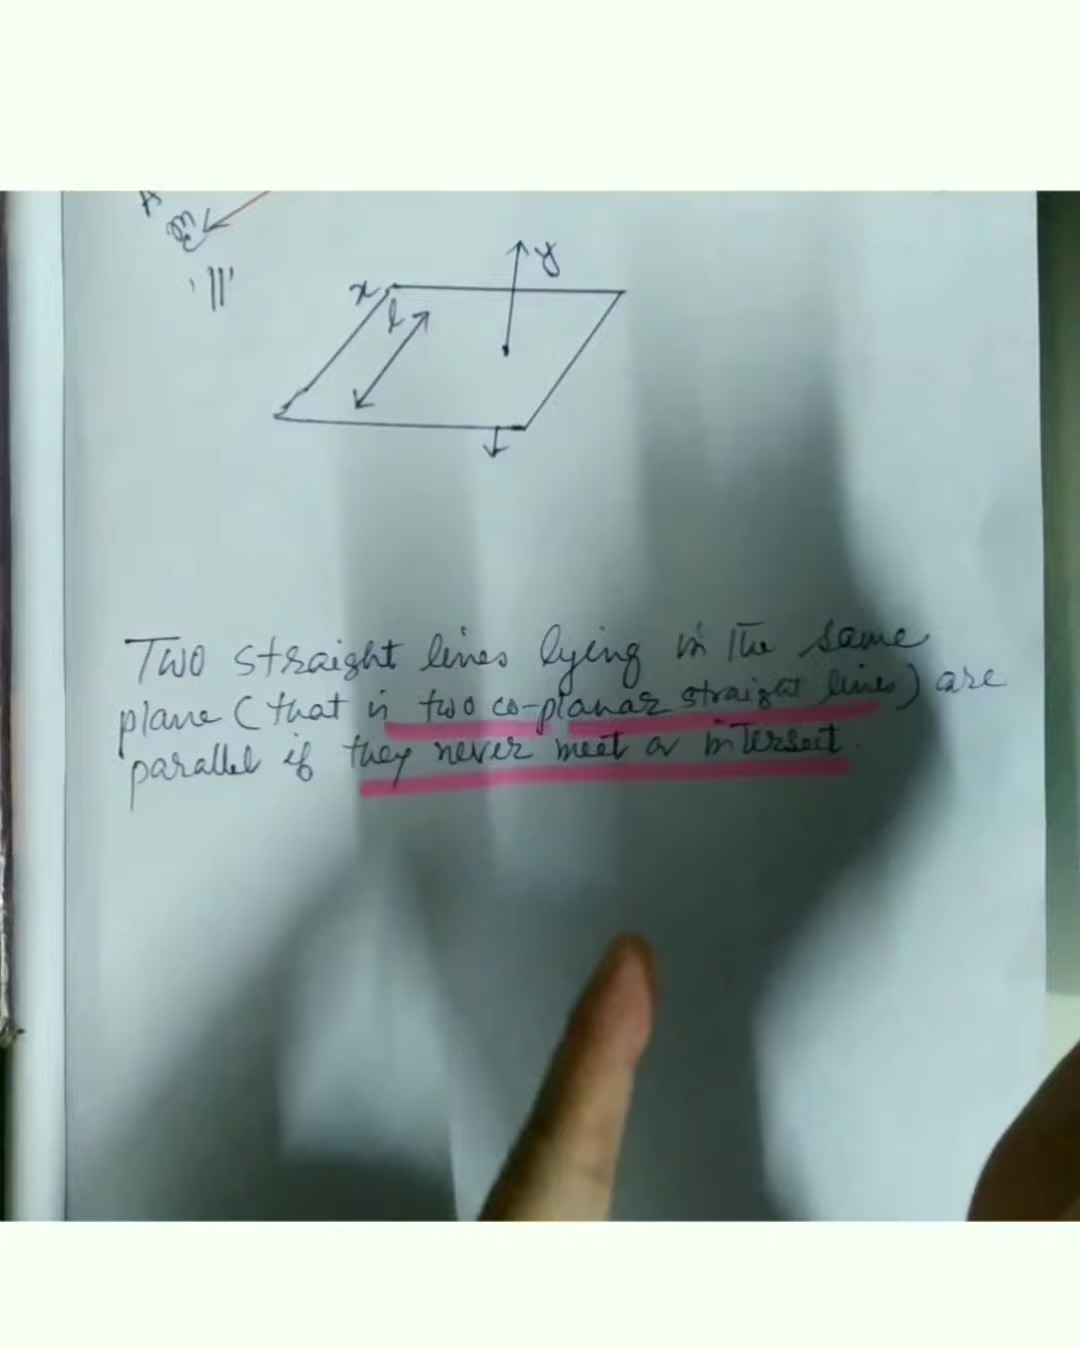 '||'
x
l
y
Two straight lines lying in the same
plane (that is two co-planar straight lines) are
parallel if they never meet or intersect.